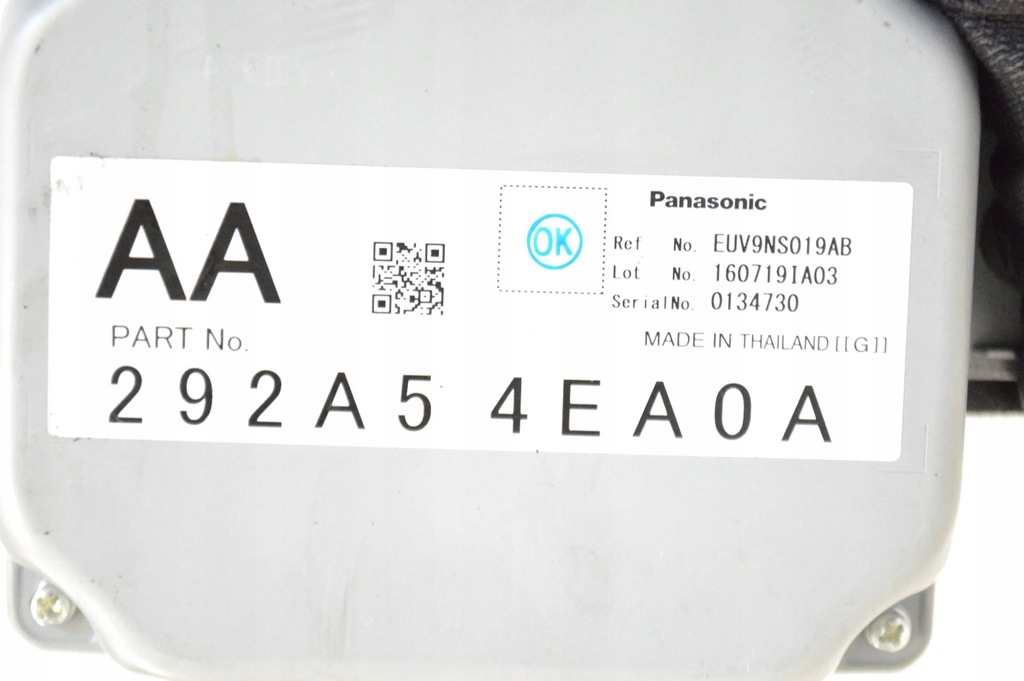 AA
OK
Panasonic
Ref No. EUV9NS019AB
Lot No. 160719IA03
Serial No. 0134730
MADE IN THAILAND [[G]]
PART No.
292A5 4EA0A